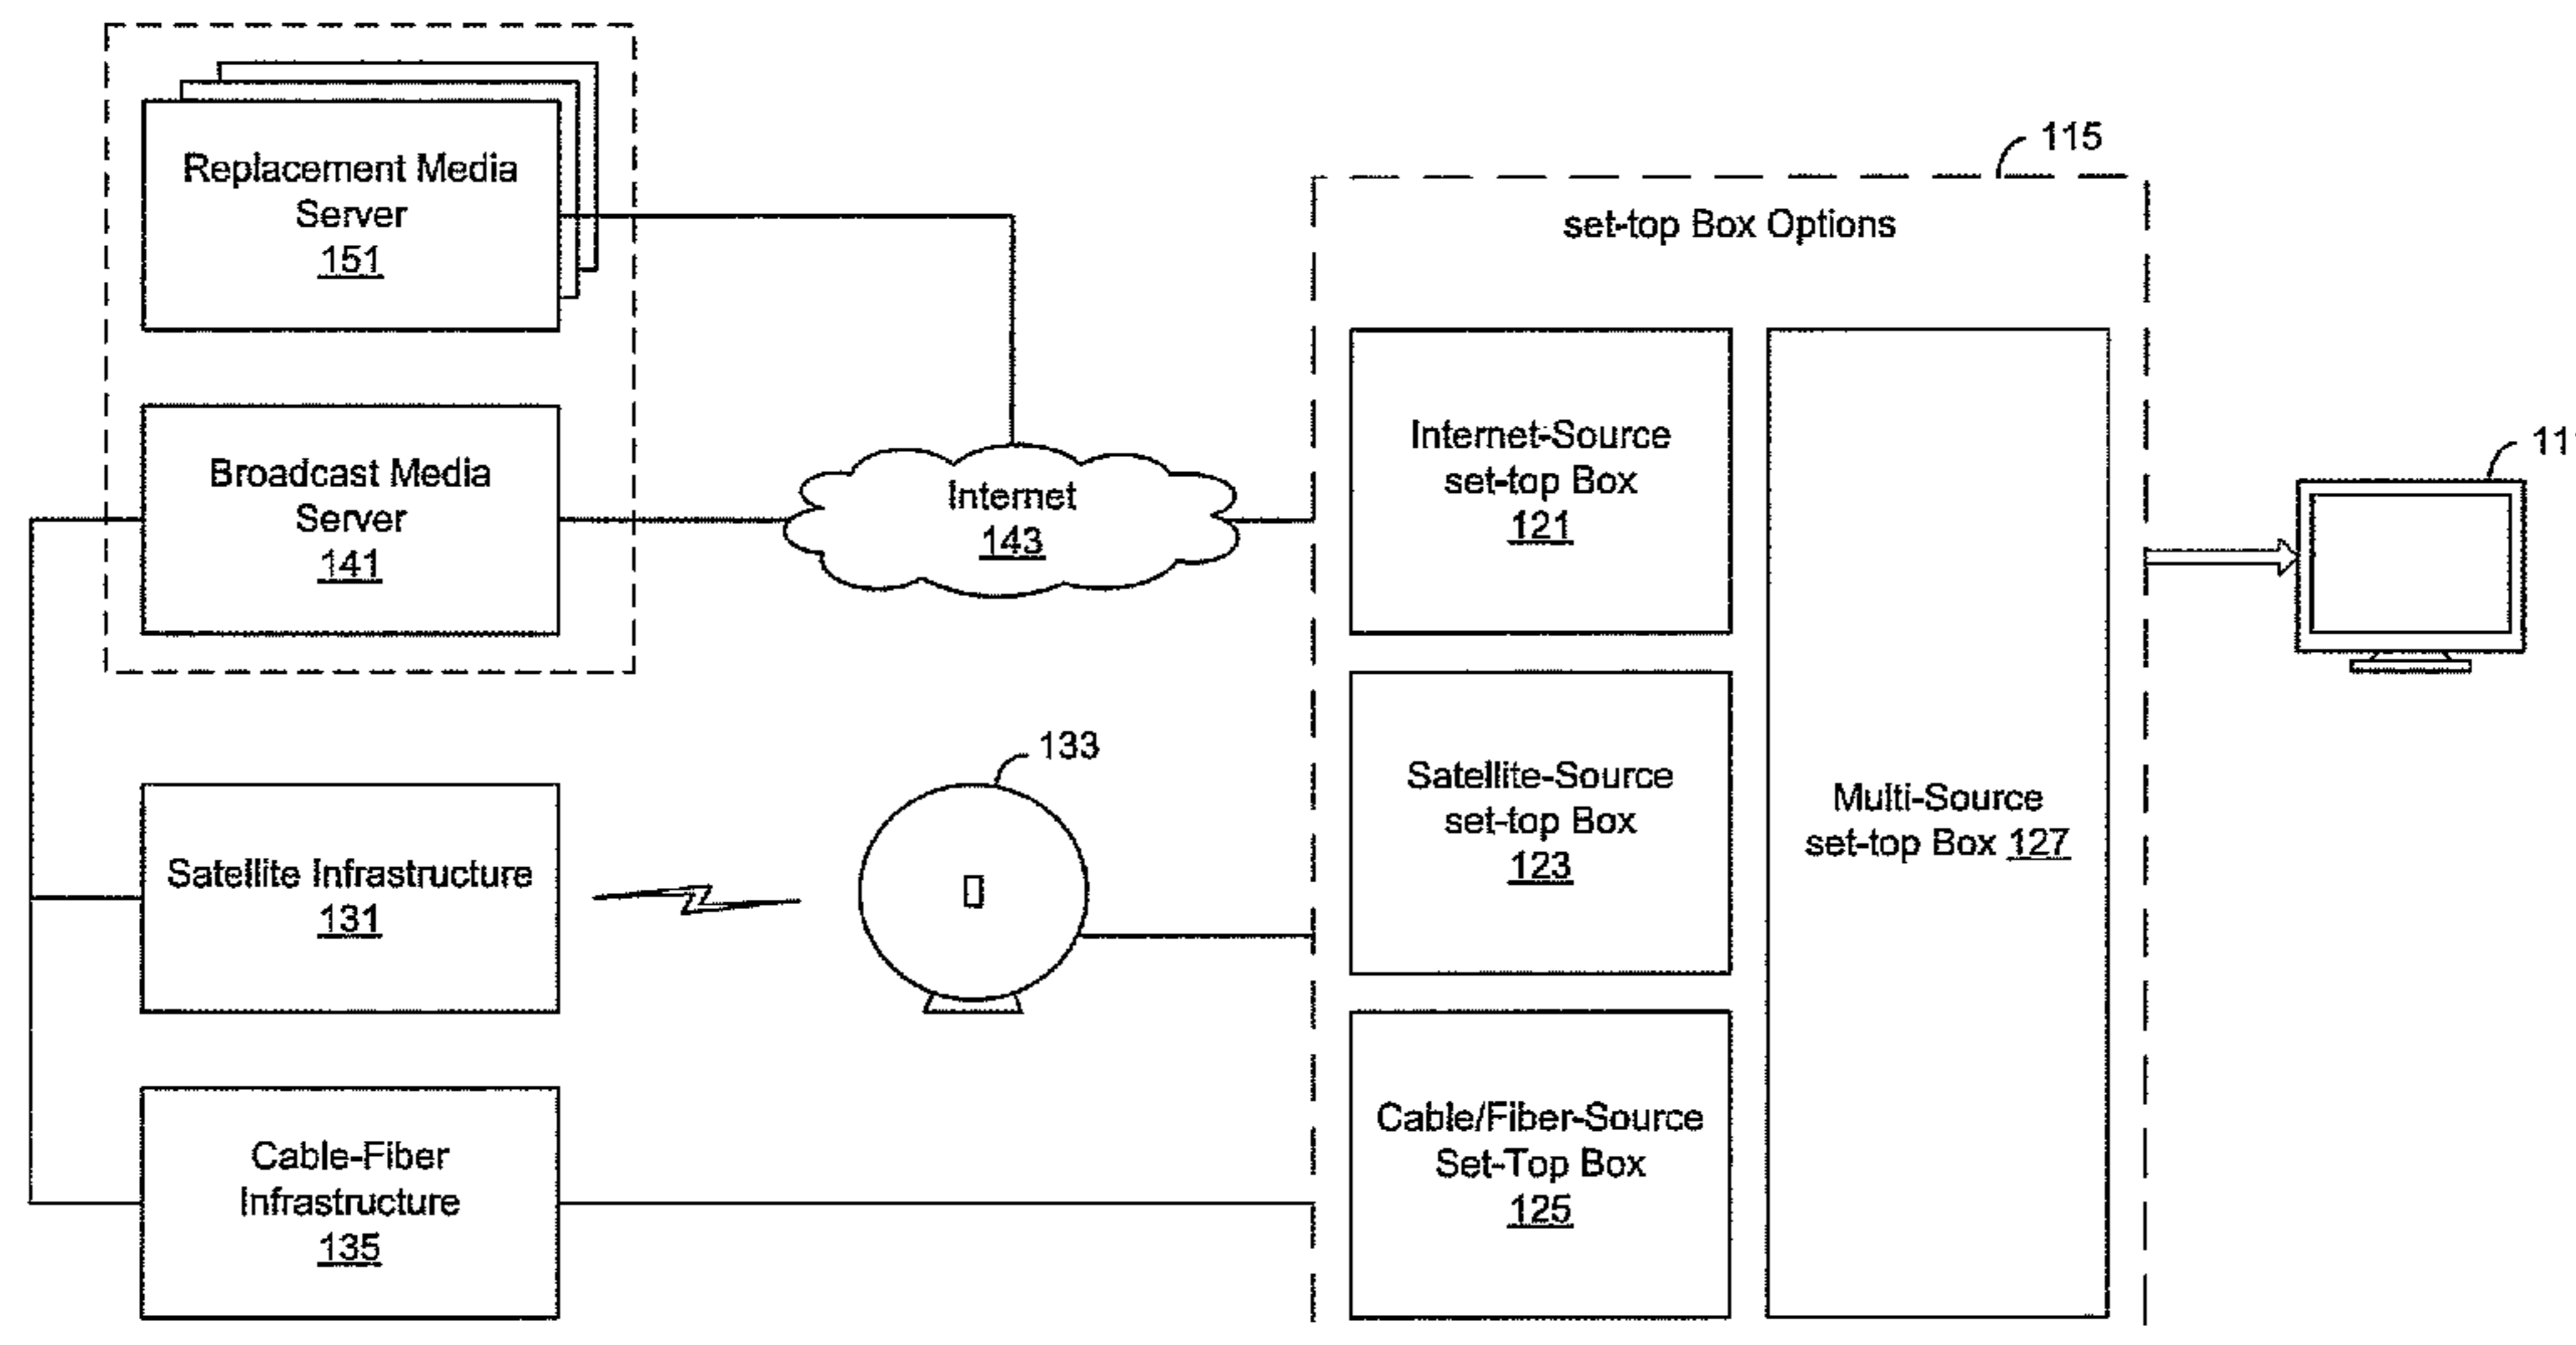 Replacement Media
Server
151
Broadcast Media
Server
141
Internet
143
115
set-top Box Options
Internet-Source
set-top Box
121
Satellite-Source
set-top Box
123
Cable/Fiber-Source
Set-Top Box
125
Multi-Source
set-top Box 127
133
Satellite Infrastructure
131
Cable-Fiber
Infrastructure
135